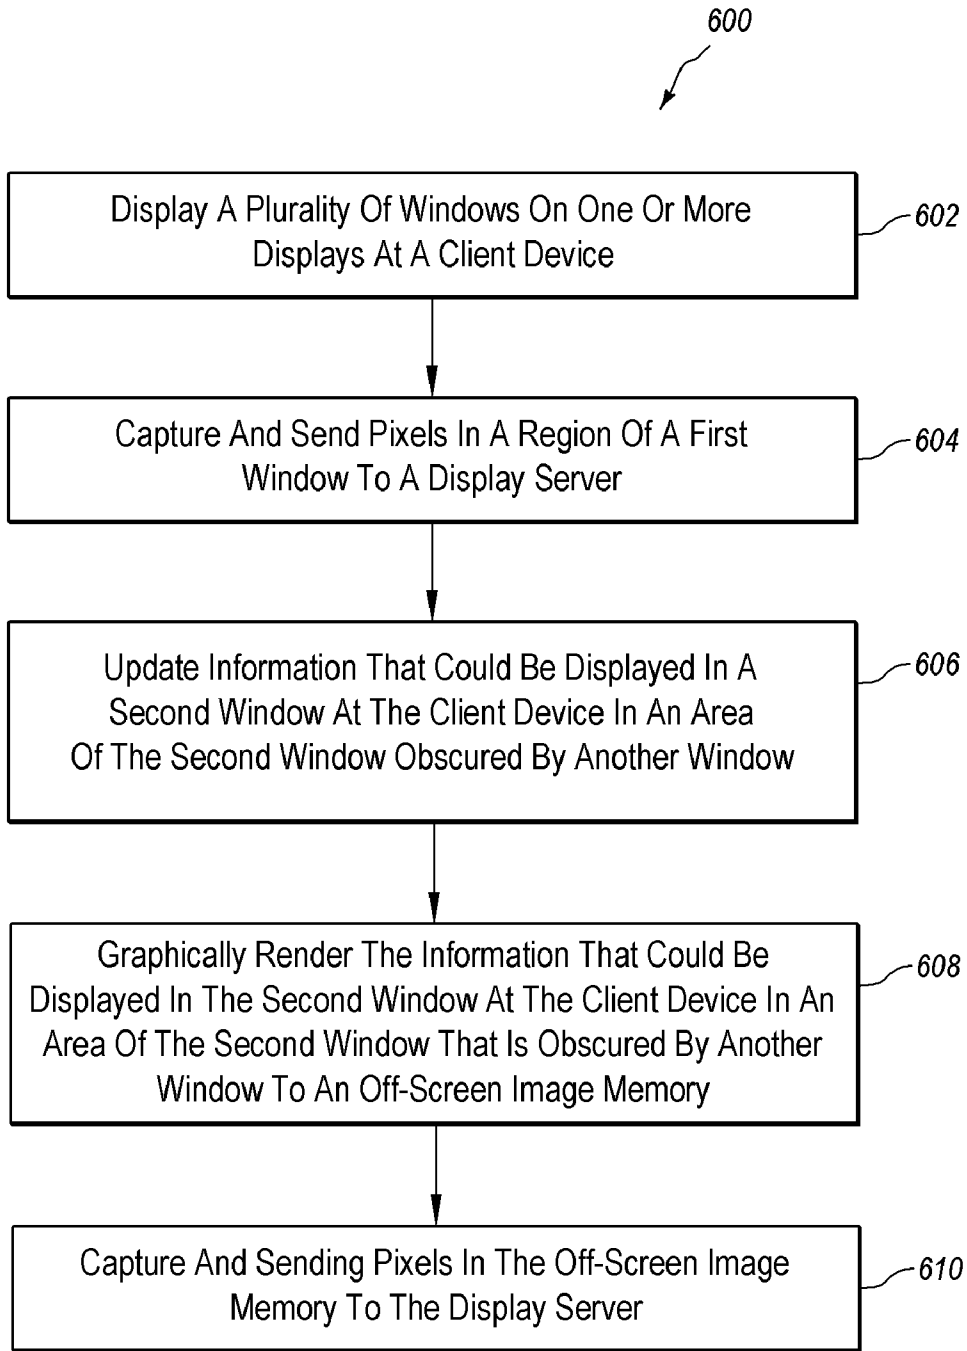 600
Display A Plurality Of Windows On One Or More
Displays At A Client Device
602
Capture And Send Pixels In A Region Of A First
Window To A Display Server
604
Update Information That Could Be Displayed In A
Second Window At The Client Device In An Area
Of The Second Window Obscured By Another Window
606
Graphically Render The Information That Could Be
Displayed In The Second Window At The Client Device In An
Area Of The Second Window That Is Obscured By Another
Window To An Off-Screen Image Memory
608
Capture And Sending Pixels In The Off-Screen Image
Memory To The Display Server
610